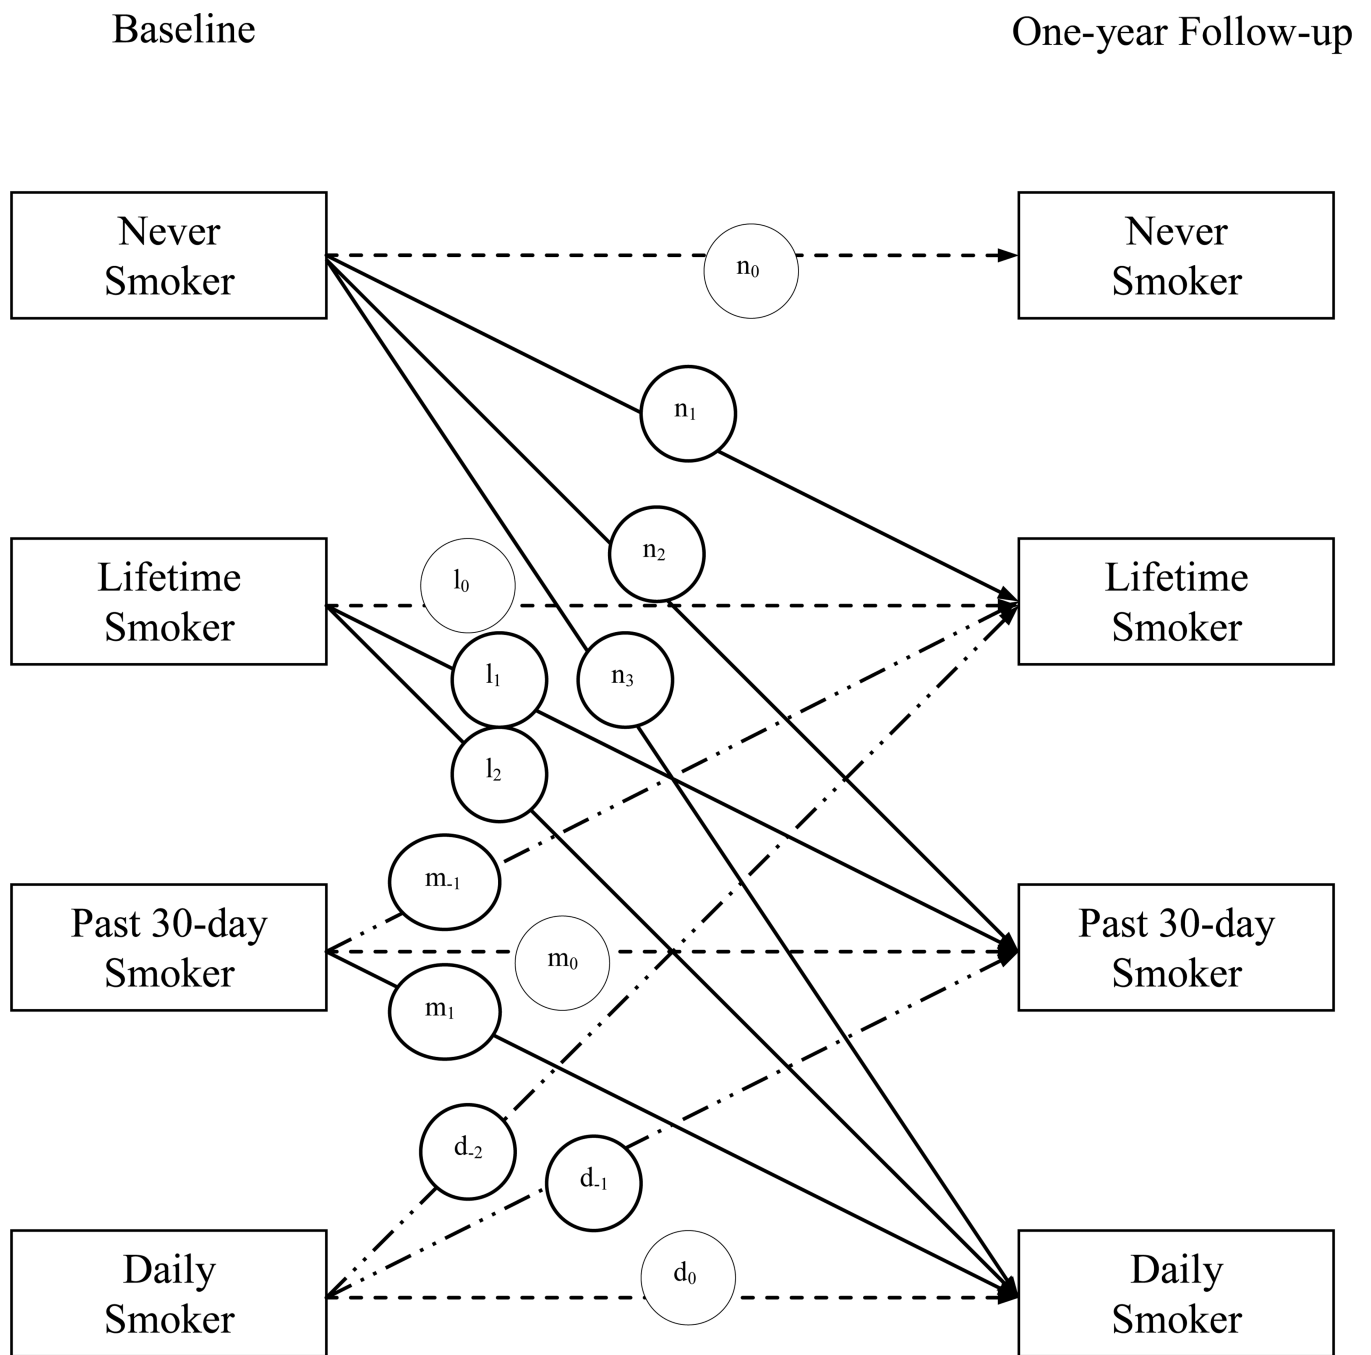 Baseline
One-year Follow-up
Never
Smoker
n₀
Never
Smoker
n₁
n₂
Lifetime
Smoker
l₀
Lifetime
Smoker
l₁
n₃
l₂
m₋₁
Past 30-day
Smoker
m₀
Past 30-day
Smoker
m₁
d₋₂
d₋₁
Daily
Smoker
d₀
Daily
Smoker